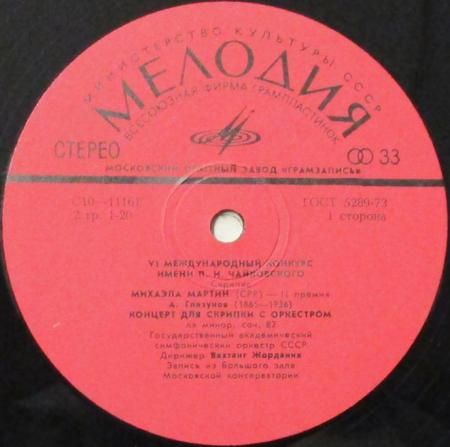 МИНИСТЕРСТВО КУЛЬТУРЫ СССР
МЕЛОДИЯ
ВСЕСОЮЗНАЯ ФИРМА ГРАМПЛАСТИНОК
СТЕРЕО
33
МОСКОВСКИЙ ОПЫТНЫЙ ЗАВОД «ГРАМЗАПИСЬ»
С10—11161
ГОСТ 5289-73
2 гр. 1-20
1 сторона
VI МЕЖДУНАРОДНЫЙ КОНКУРС
ИМЕНИ П. И. ЧАЙКОВСКОГО
Скрипка
МИХАЭЛА МАРТИН (СРР) — II премия
А. Глазунов (1865—1936)
КОНЦЕРТ ДЛЯ СКРИПКИ С ОРКЕСТРОМ
ля минор, соч. 82
Государственный академический
симфонический оркестр СССР
Дирижер Вахтанг Жордания
Запись из Большого зала
Московской консерватории